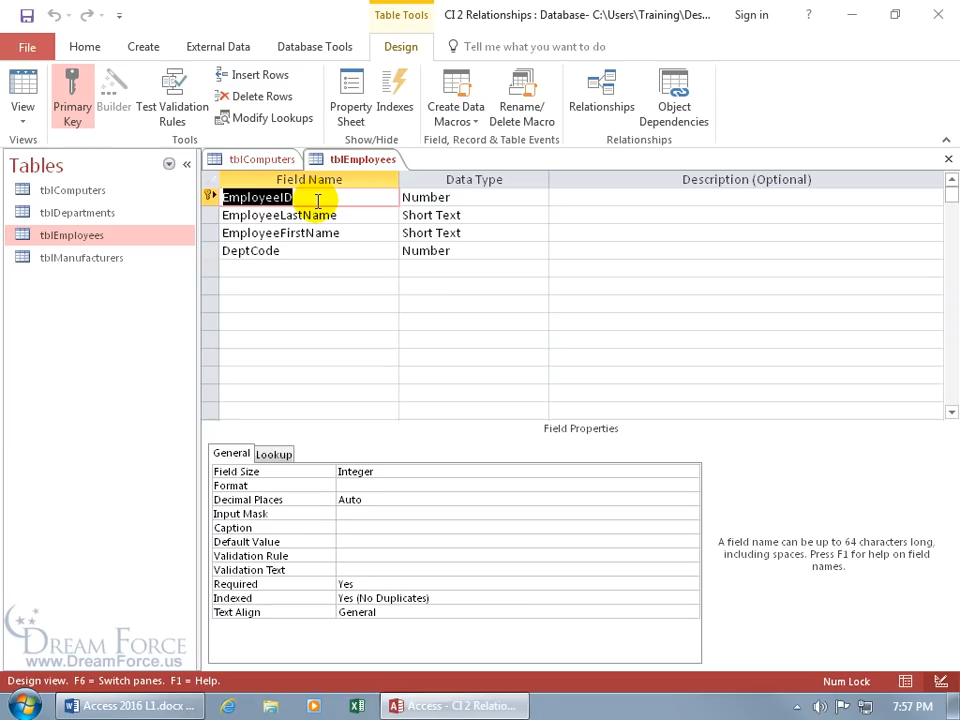 Table Tools
CI 2 Relationships : Database- C:\Users\Training\Des...
Sign in
?
File
Home
Create
External Data
Database Tools
Design
Tell me what you want to do
View
Primary Key
Builder
Test Validation Rules
Insert Rows
Delete Rows
Modify Lookups
Property Sheet
Indexes
Create Data Macros
Rename/ Delete Macro
Relationships
Object Dependencies
Views
Tools
Show/Hide
Field, Record & Table Events
Relationships
Tables
tblComputers
tblDepartments
tblEmployees
tblManufacturers
tblComputers
tblEmployees
Field Name
Data Type
Description (Optional)
EmployeeID
Number
EmployeeLastName
Short Text
EmployeeFirstName
Short Text
DeptCode
Number
Field Properties
General
Lookup
Field Size
Integer
Format
Decimal Places
Auto
Input Mask
Caption
Default Value
Validation Rule
Validation Text
Required
Yes
Indexed
Yes (No Duplicates)
Text Align
General
A field name can be up to 64 characters long,
including spaces. Press F1 for help on field
names.
DREAM FORCE
www.DreamForce.us
Design view. F6 = Switch panes. F1 = Help.
Num Lock
Access 2016 L1.docx ...
Access - CI 2 Relatio...
7:57 PM